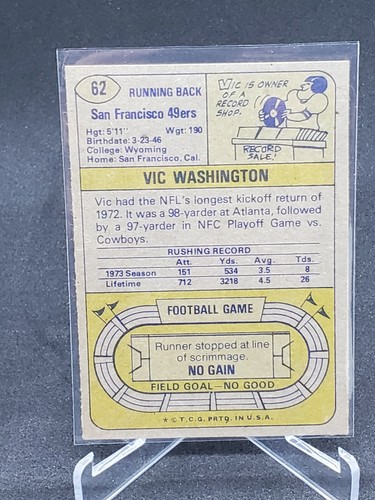 62
RUNNING BACK
San Francisco 49ers
Hgt: 5'11" Wgt: 190
Birthdate: 3-23-46
College: Wyoming
Home: San Francisco, Cal.
VIC IS OWNER
OF A
RECORD
SHOP.
RECORD
SALE!
VIC WASHINGTON
Vic had the NFL's longest kickoff return of
1972. It was a 98-yarder at Atlanta, followed
by a 97-yarder in NFC Playoff Game vs.
Cowboys.
RUSHING RECORD
Att. Yds. Avg. Tds.
1973 Season 151 534 3.5 8
Lifetime 712 3218 4.5 26
FOOTBALL GAME
Runner stopped at line
of scrimmage.
NO GAIN
FIELD GOAL—NO GOOD
★ © T.C.G. PRTD. IN U.S.A.